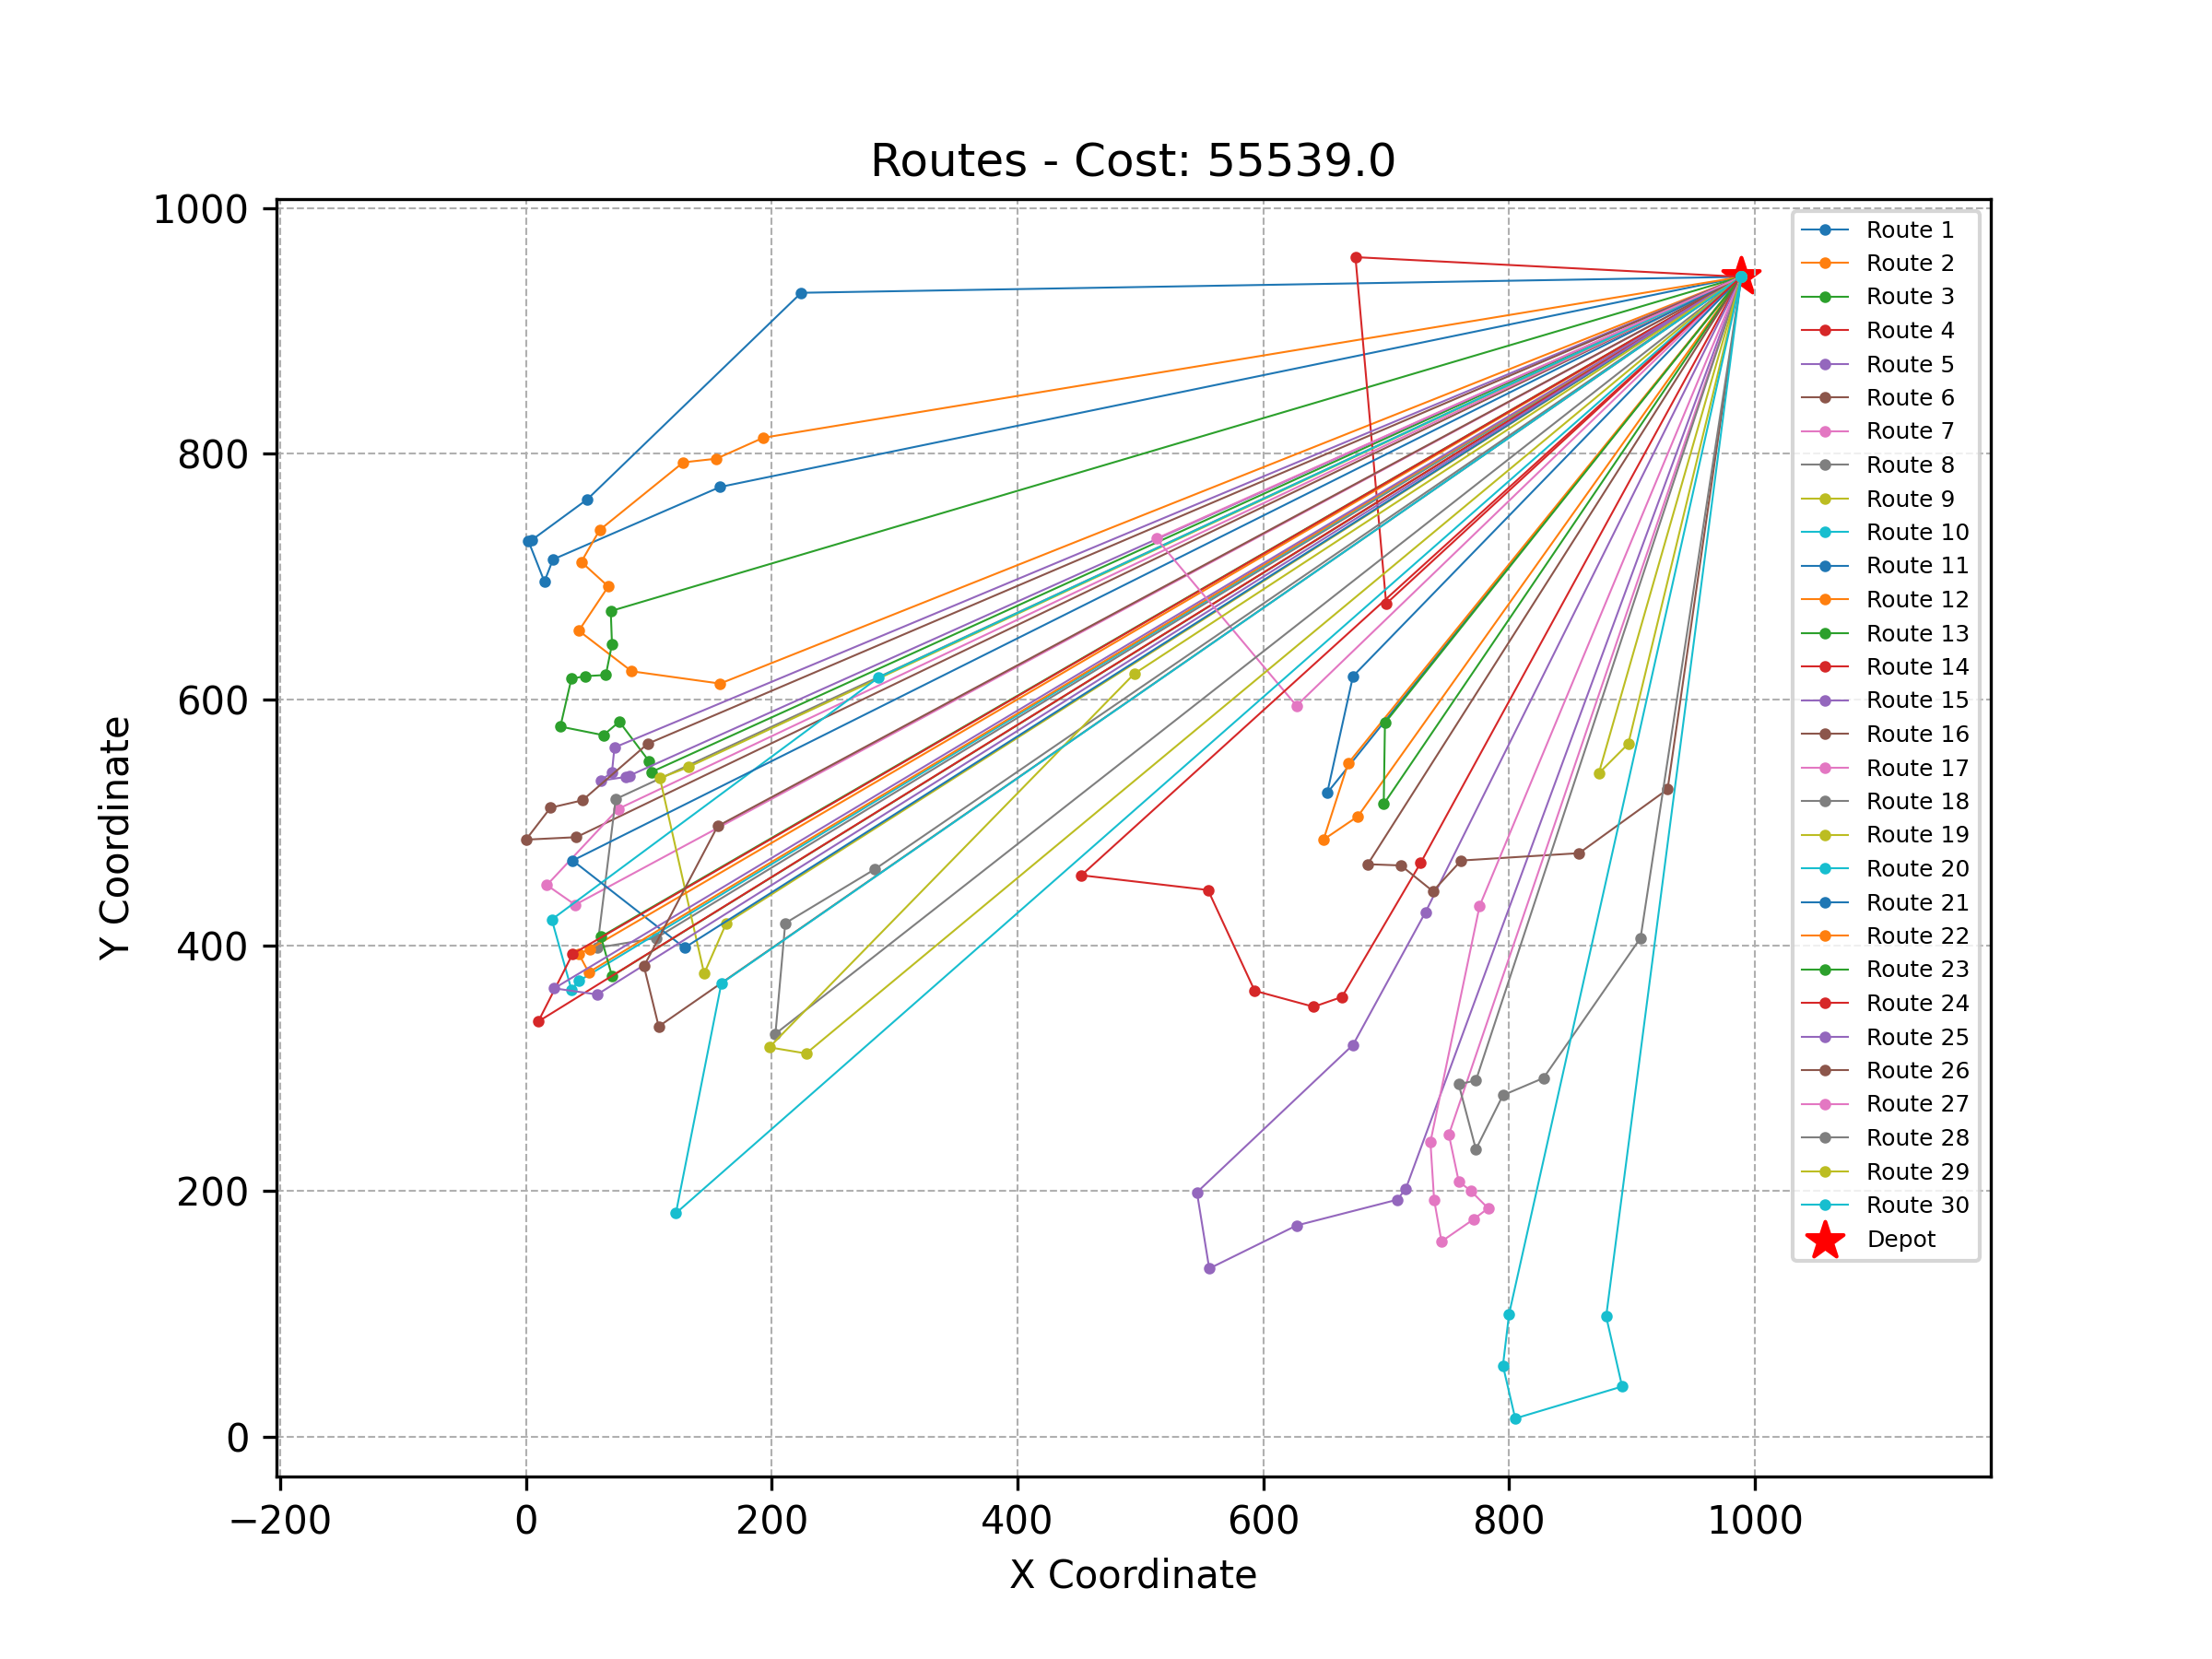 Routes - Cost: 55539.0
1000
800
600
400
200
0
Y Coordinate
−200 0 200 400 600 800 1000
X Coordinate
Route 1
Route 2
Route 3
Route 4
Route 5
Route 6
Route 7
Route 8
Route 9
Route 10
Route 11
Route 12
Route 13
Route 14
Route 15
Route 16
Route 17
Route 18
Route 19
Route 20
Route 21
Route 22
Route 23
Route 24
Route 25
Route 26
Route 27
Route 28
Route 29
Route 30
Depot